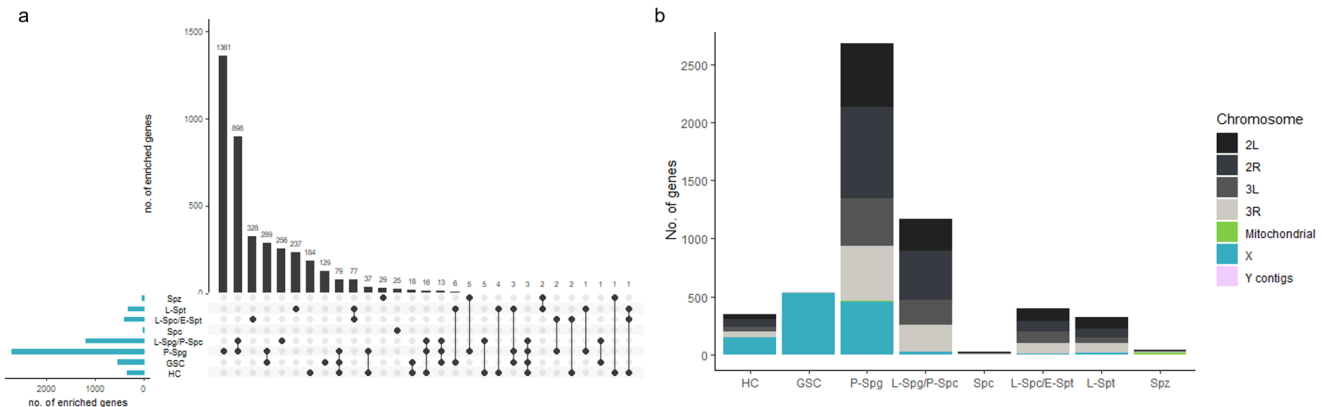 a
b
no. of enriched genes
1500
1000
500
0
1361
898
328
289
256
237
184
129
79
77
37
29
25
18
16
13
6
5
5
4
3
3
2
2
2
1
1
1
1
Spz
L-Spt
L-Spc/E-Spt
Spc
L-Spg/P-Spc
P-Spg
GSC
HC
2000
1000
0
no. of enriched genes
No. of genes
2500
2000
1500
1000
500
0
HC
GSC
P-Spg
L-Spg/P-Spc
Spc
L-Spc/E-Spt
L-Spt
Spz
Chromosome
2L
2R
3L
3R
Mitochondrial
X
Y contigs